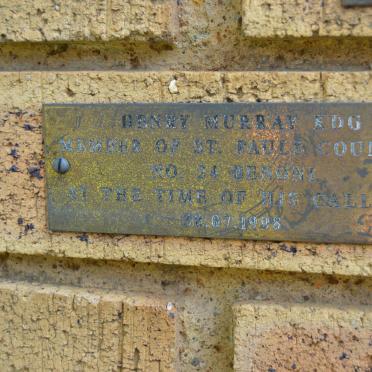 HENRY MURRAY KDG
MEMBER OF ST. PAULS COU
NO. 24 BENONI
AT THE TIME OF HIS CALL
28.07.1998